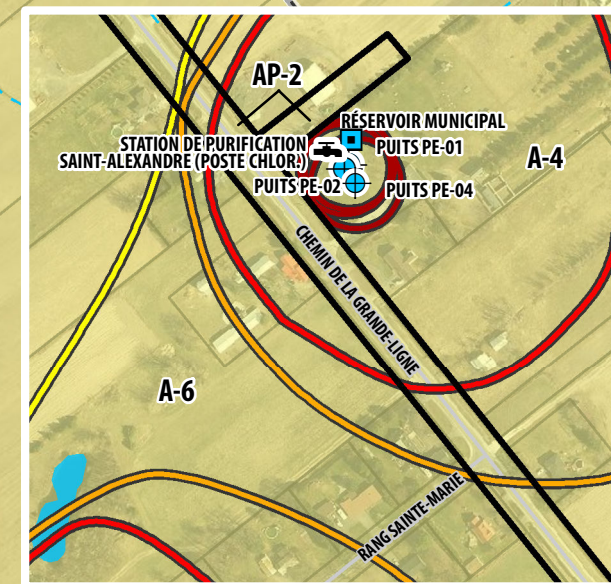 AP-2
RÉSERVOIR MUNICIPAL
STATION DE PURIFICATION
SAINT-ALEXANDRE (POSTE CHLOR.)
PUITS PE-01
A-4
PUITS PE-02
PUITS PE-04
CHEMIN DE LA GRANDE-LIGNE
A-6
RANG SAINTE-MARIE